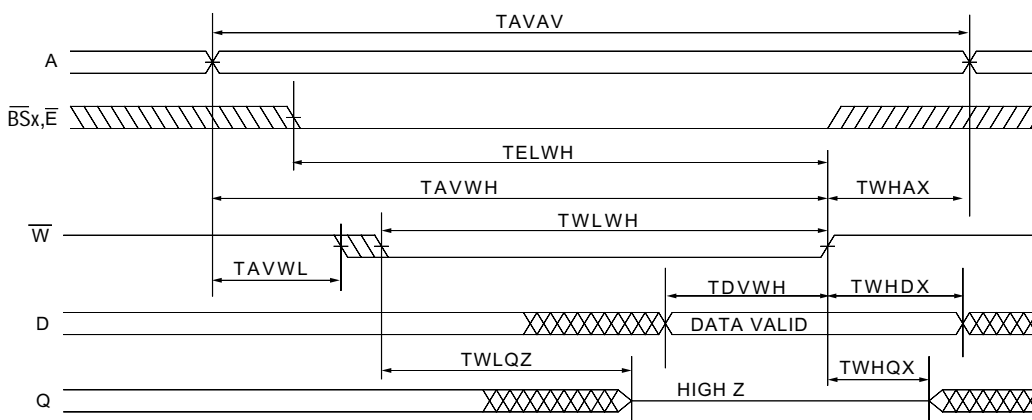 TAVAV
A
BSx,E
TELWH
TAVWH TWHAX
W
TWLWH
TAVWL
TDVWH TWHDX
D DATA VALID
TWLQZ TWHQX
Q HIGH Z